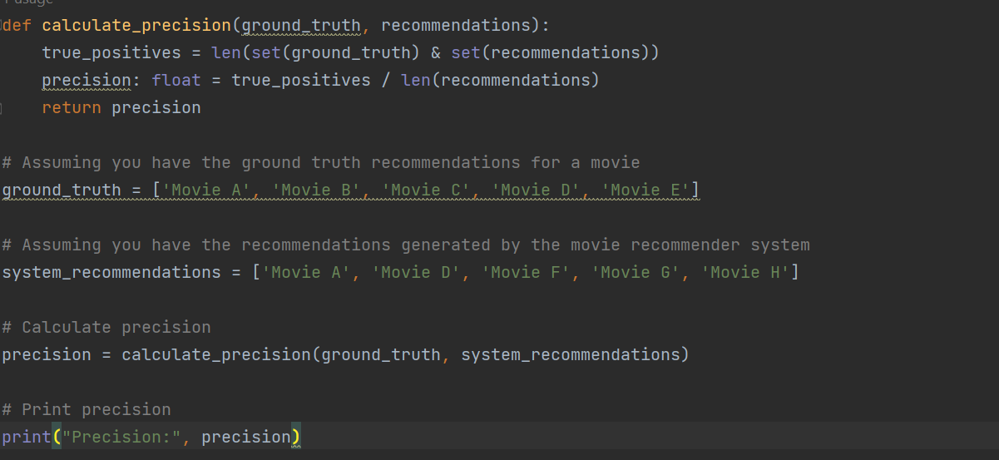 1 usage
def calculate_precision(ground_truth, recommendations):
    true_positives = len(set(ground_truth) & set(recommendations))
    precision: float = true_positives / len(recommendations)
    return precision
# Assuming you have the ground truth recommendations for a movie
ground_truth = ['Movie A', 'Movie B', 'Movie C', 'Movie D', 'Movie E']
# Assuming you have the recommendations generated by the movie recommender system
system_recommendations = ['Movie A', 'Movie D', 'Movie F', 'Movie G', 'Movie H']
# Calculate precision
precision = calculate_precision(ground_truth, system_recommendations)
# Print precision
print("Precision:", precision)